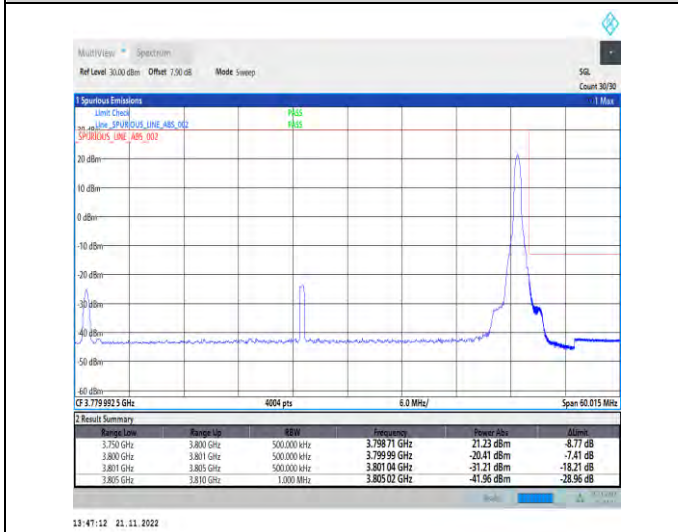 MultiView Spectrum
Ref Level 30.00 dBm Offset 7.90 dB Mode Sweep SGL
Count 30/30
1 Spurious Emissions 1 Max
Limit Check PASS
Line _SPURIOUS_LINE_ABS_002 PASS
_SPURIOUS_LINE_ABS_002
20 dBm
10 dBm
0 dBm
-10 dBm
-20 dBm
-30 dBm
-40 dBm
-50 dBm
-60 dBm
CF 3.779 992 5 GHz 4004 pts 6.0 MHz/ Span 60.015 MHz
2 Result Summary
Range Low Range Up RBW Frequency Power Abs ΔLimit
3.750 GHz 3.800 GHz 500.000 kHz 3.798 71 GHz 21.23 dBm -8.77 dB
3.800 GHz 3.801 GHz 500.000 kHz 3.799 99 GHz -20.41 dBm -7.41 dB
3.801 GHz 3.805 GHz 500.000 kHz 3.801 04 GHz -31.21 dBm -18.21 dB
3.805 GHz 3.810 GHz 1.000 MHz 3.805 02 GHz -41.96 dBm -28.96 dB
13:47:12 21.11.2022